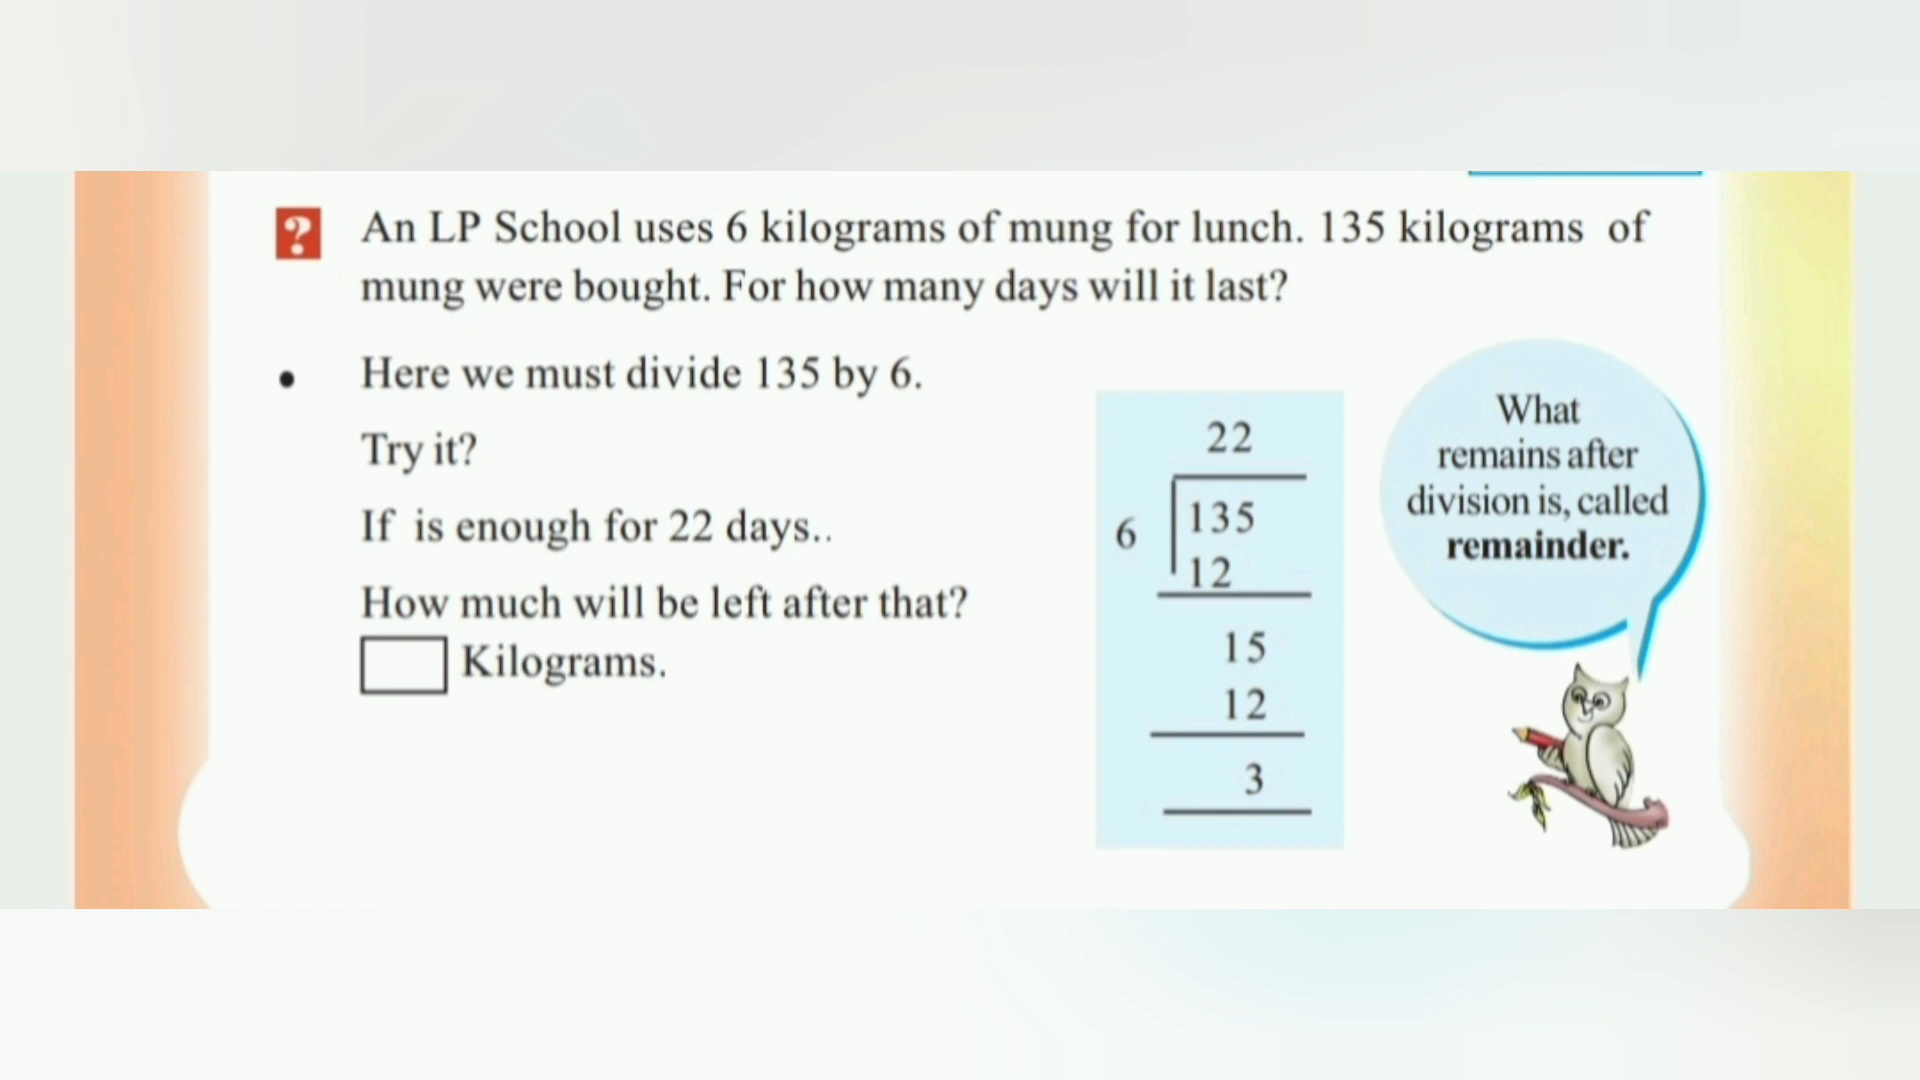 ? An LP School uses 6 kilograms of mung for lunch. 135 kilograms of
mung were bought. For how many days will it last?
• Here we must divide 135 by 6.
Try it?
If is enough for 22 days..
How much will be left after that?
Kilograms.
22
6 135
12
15
12
3
What
remains after
division is, called
remainder.